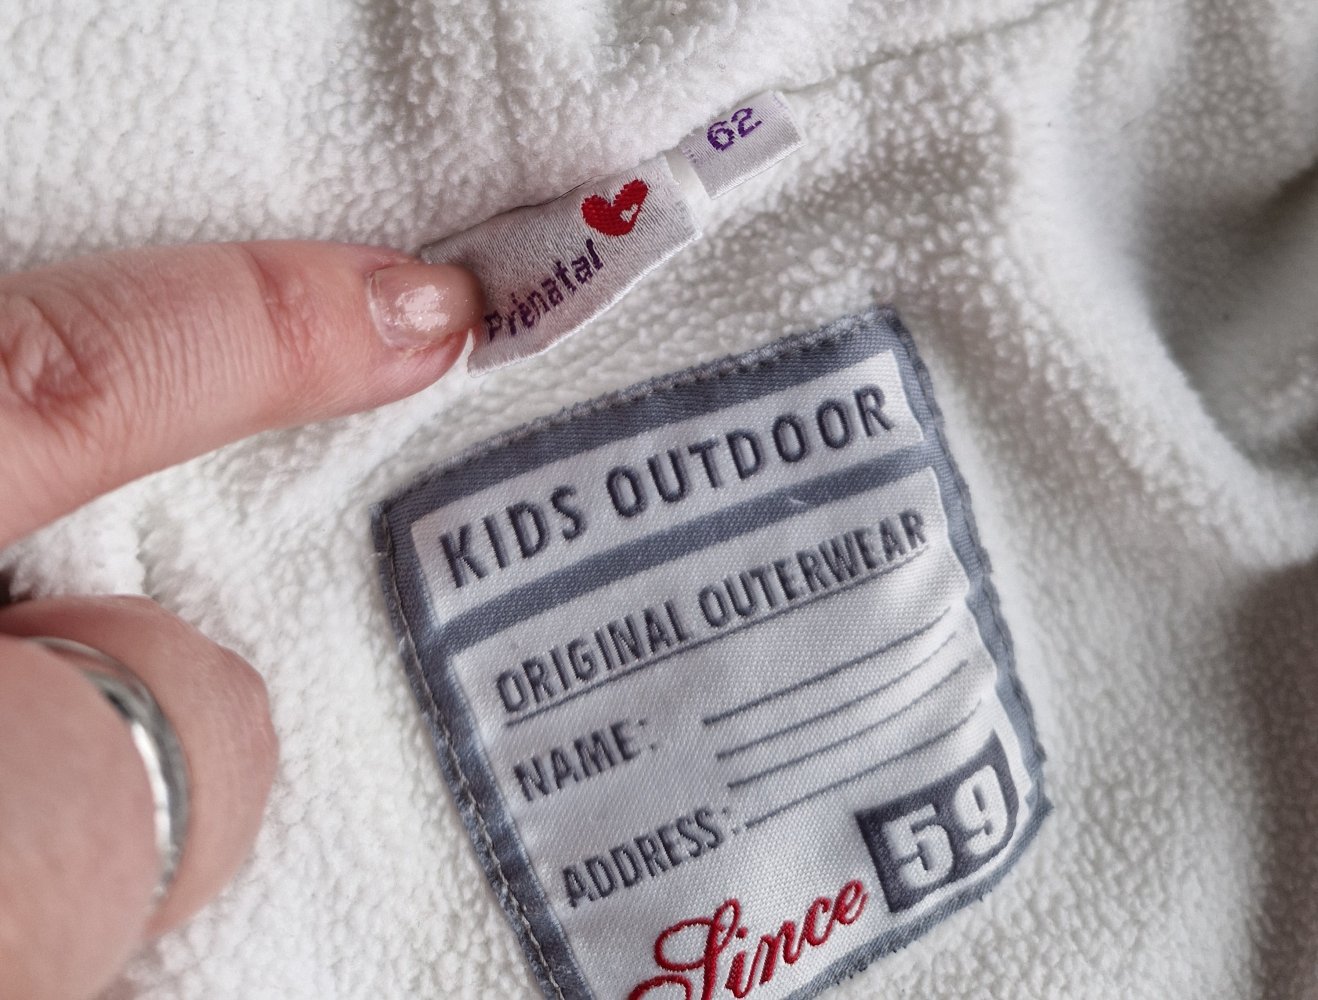 62
Prénatal
KIDS OUTDOOR
ORIGINAL OUTERWEAR
NAME:
ADDRESS:
Since 59